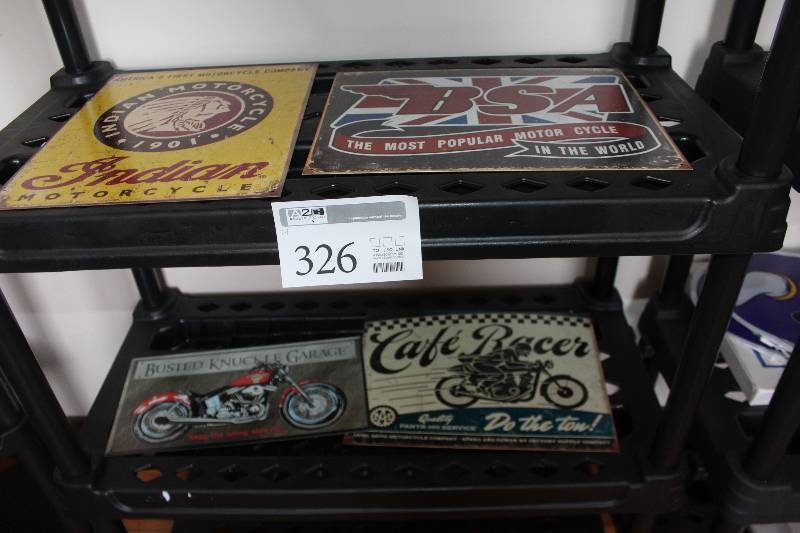 AMERICA'S FIRST MOTORCYCLE COMPANY
INDIAN MOTORCYCLE
1901
Indian
MOTORCYCLE
BSA
THE MOST POPULAR MOTOR CYCLE
IN THE WORLD
326
BUSTED KNUCKLE GARAGE
Café Racer
Quality
PARTS AND SERVICE
Do the ton!